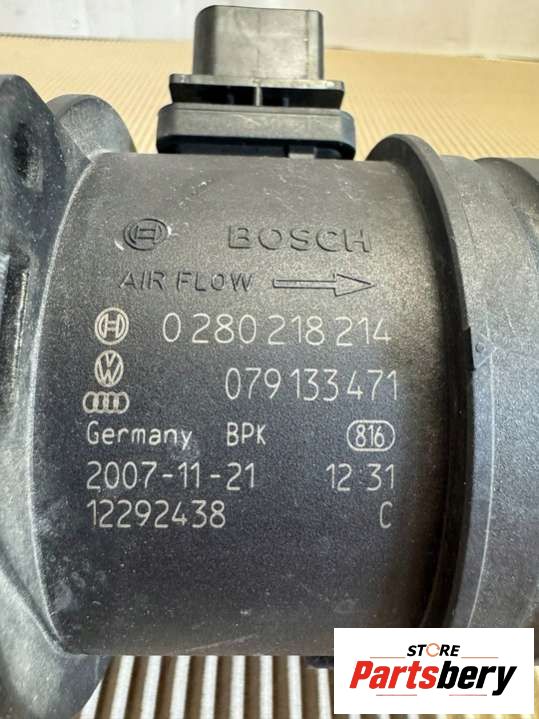 BOSCH
AIR FLOW
0 280 218 214
079 133 471
Germany BPK 816
2007-11-21 12 31
12292438 C
STORE
Partsbery